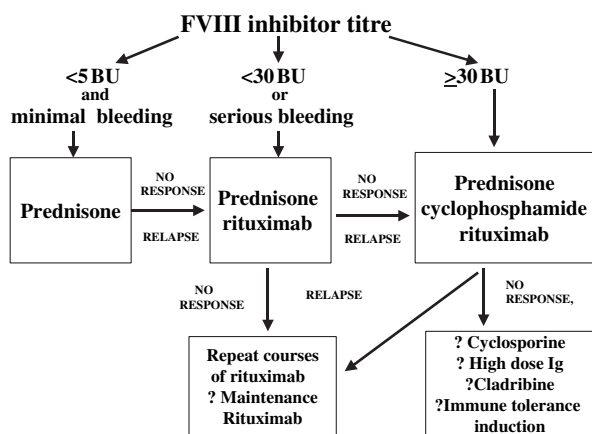 FVIII inhibitor titre
<5 BU
and
minimal bleeding
<30 BU
or
serious bleeding
≥30 BU
Prednisone
NO
RESPONSE
RELAPSE
Prednisone
rituximab
NO
RESPONSE
RELAPSE
Prednisone
cyclophosphamide
rituximab
NO
RESPONSE
RELAPSE
NO
RESPONSE,
Repeat courses
of rituximab
? Maintenance
Rituximab
? Cyclosporine
? High dose Ig
?Cladribine
?Immune tolerance
induction